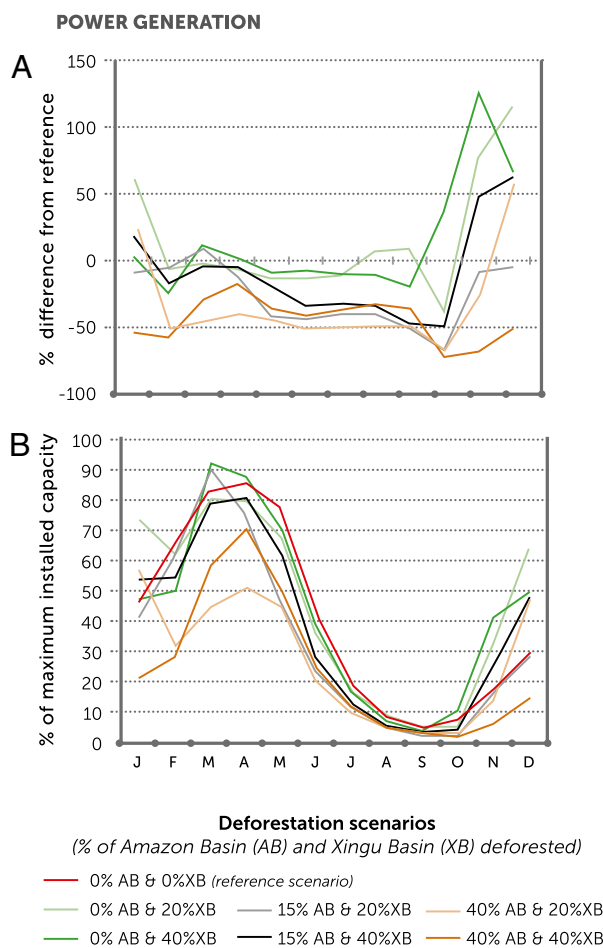 POWER GENERATION
A
% difference from reference
150
100
50
0
-50
-100
B
% of maximum installed capacity
100
90
80
70
60
50
40
30
20
10
0
J F M A M J J A S O N D
Deforestation scenarios
(% of Amazon Basin (AB) and Xingu Basin (XB) deforested)
0% AB & 0%XB (reference scenario)
0% AB & 20%XB 15% AB & 20%XB 40% AB & 20%XB
0% AB & 40%XB 15% AB & 40%XB 40% AB & 40%XB